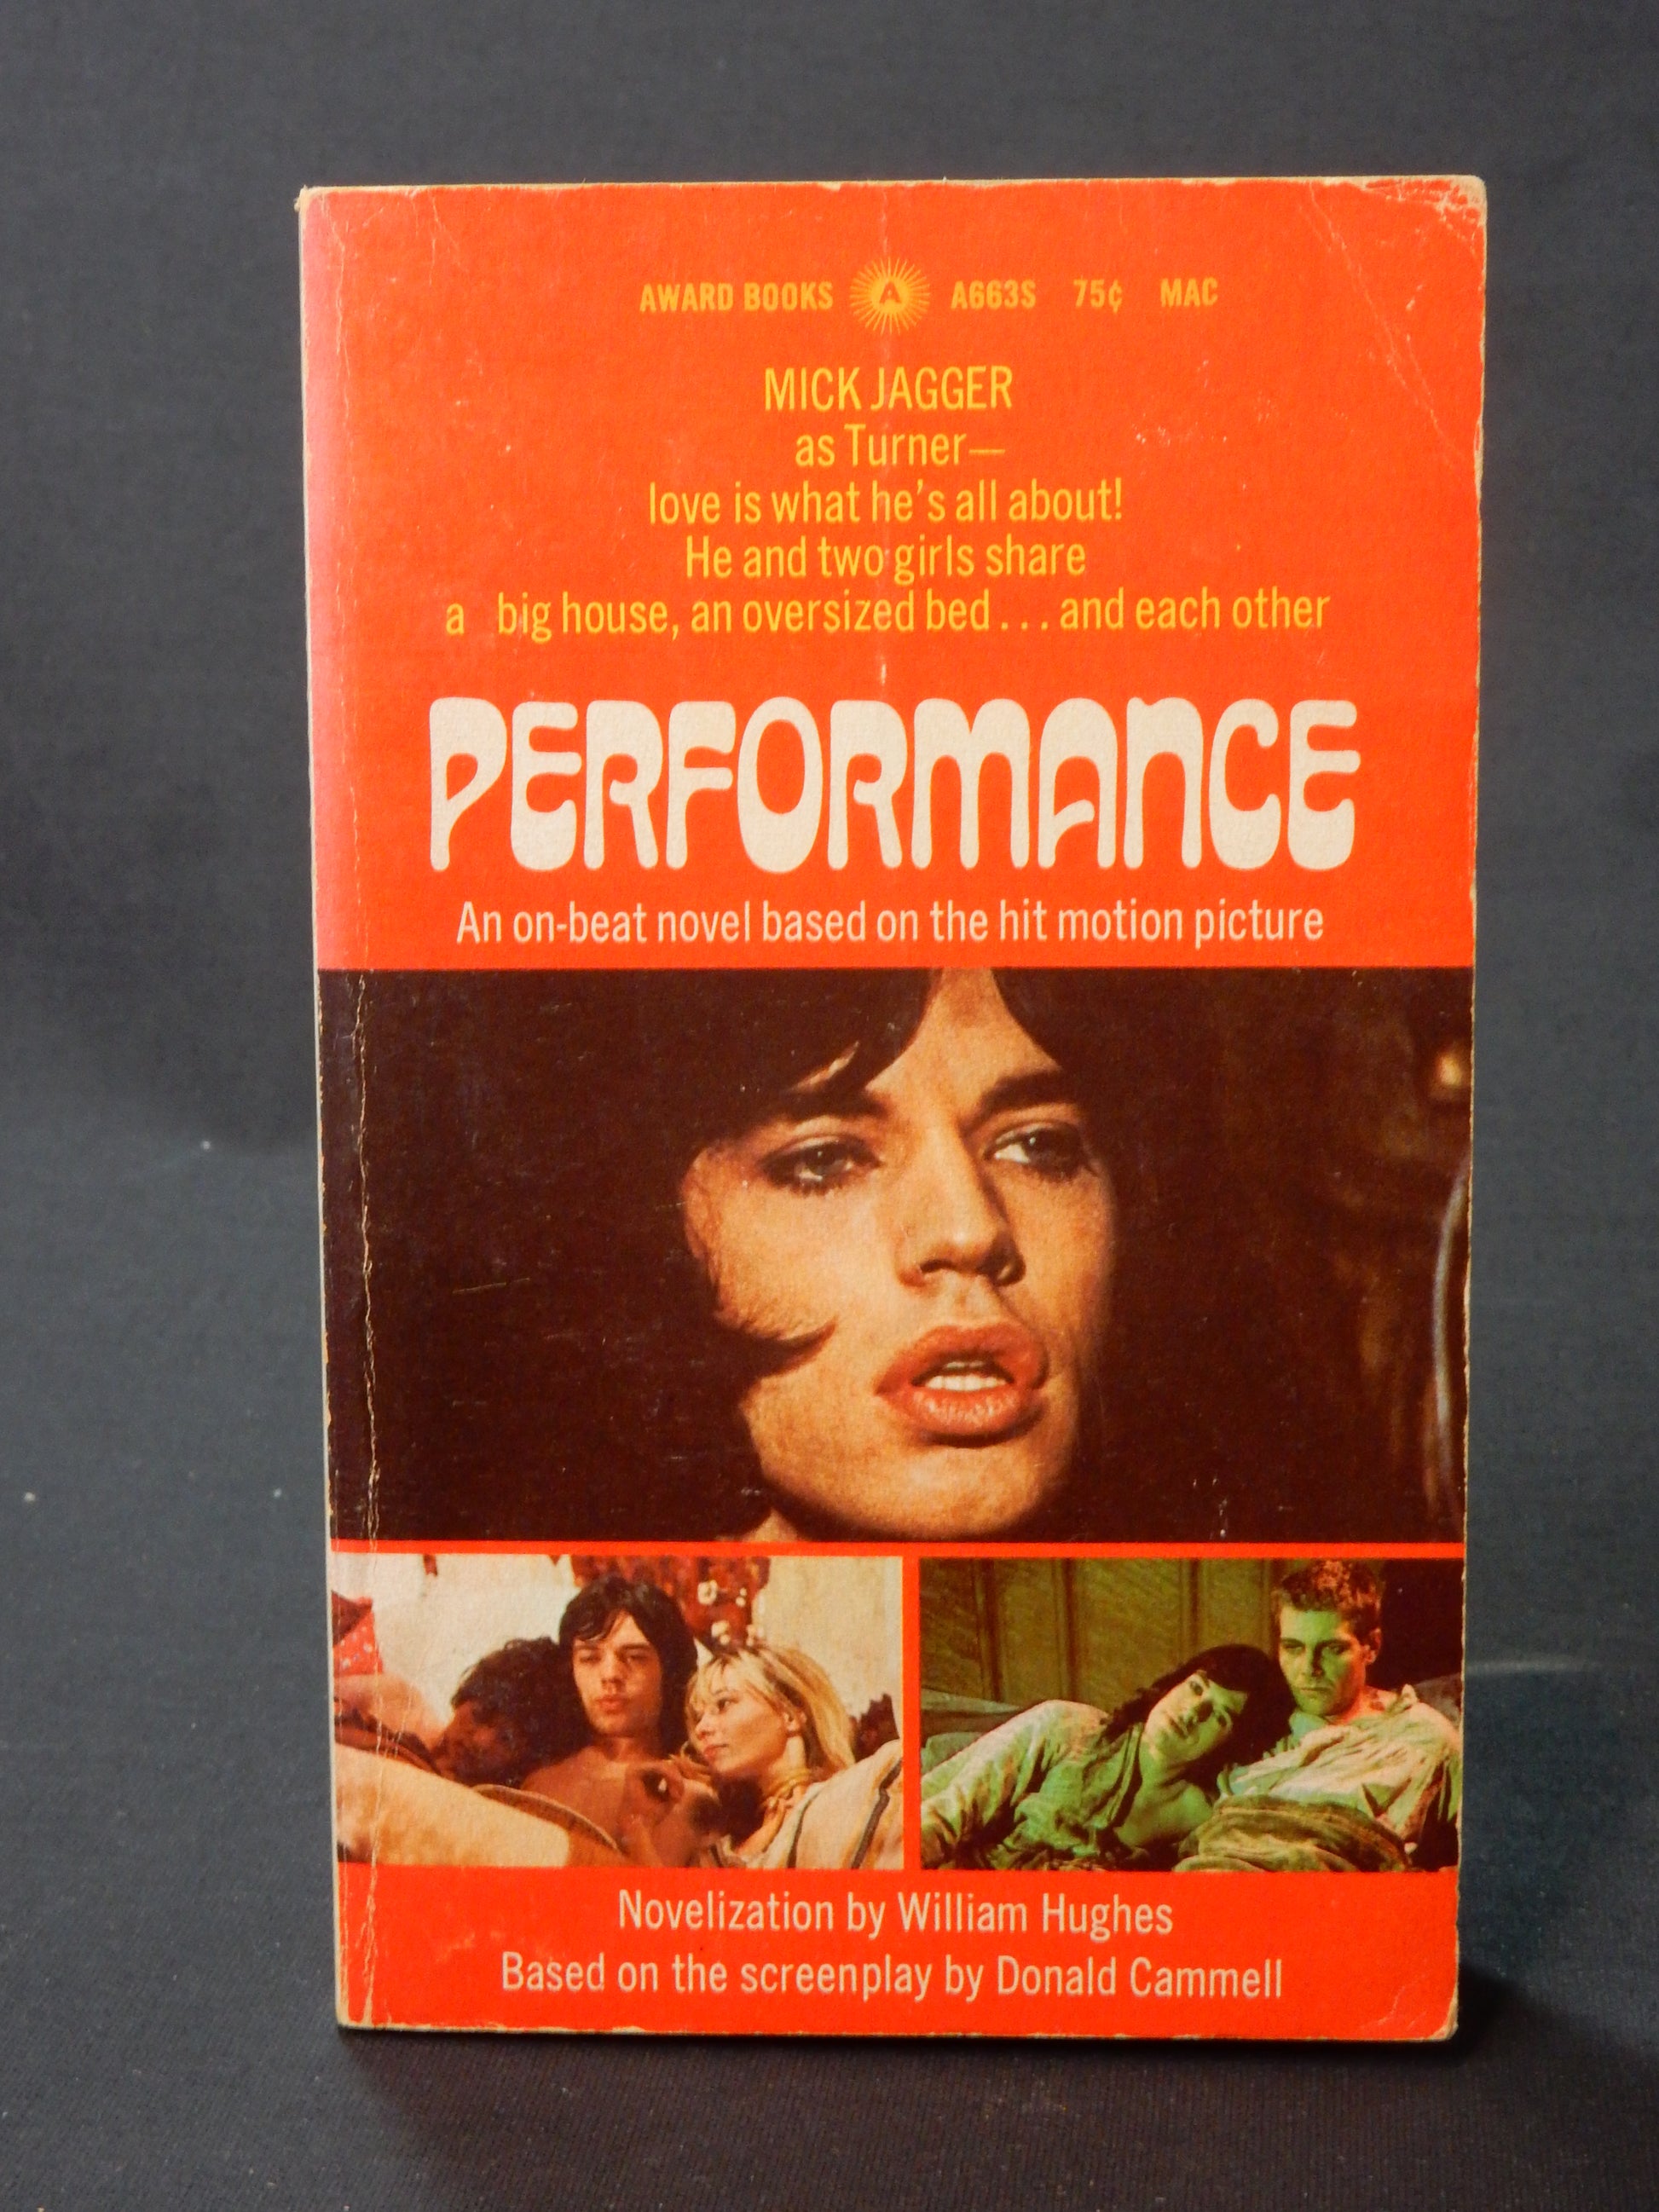 AWARD BOOKS A A663S 75¢ MAC
MICK JAGGER
as Turner—
love is what he's all about!
He and two girls share
a big house, an oversized bed...and each other
PERFORMANCE
An on-beat novel based on the hit motion picture
Novelization by William Hughes
Based on the screenplay by Donald Cammell